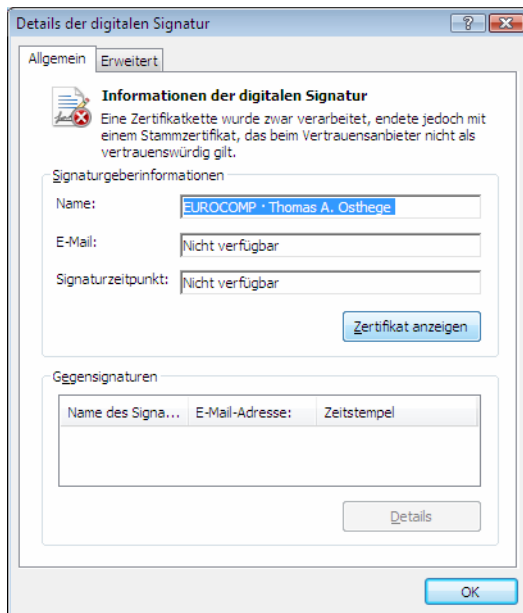 Details der digitalen Signatur
Allgemein Erweitert
Informationen der digitalen Signatur
Eine Zertifikatkette wurde zwar verarbeitet, endete jedoch mit
einem Stammzertifikat, das beim Vertrauensanbieter nicht als
vertrauenswürdig gilt.
Signaturgeberinformationen
Name: EUROCOMP · Thomas A. Osthege
E-Mail: Nicht verfügbar
Signaturzeitpunkt: Nicht verfügbar
Zertifikat anzeigen
Gegensignaturen
Name des Signa... E-Mail-Adresse: Zeitstempel
Details
OK